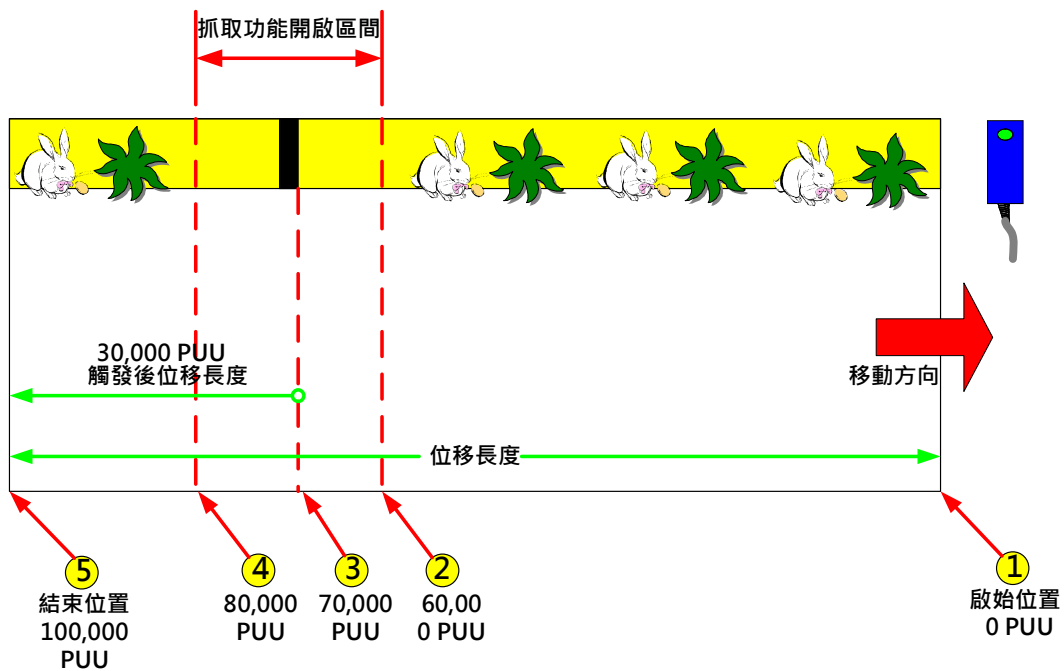 抓取功能開啟區間
30,000 PUU
觸發後位移長度
移動方向
位移長度
5
結束位置
100,000
PUU
4
80,000
PUU
3
70,000
PUU
2
60,00
0 PUU
1
啟始位置
0 PUU